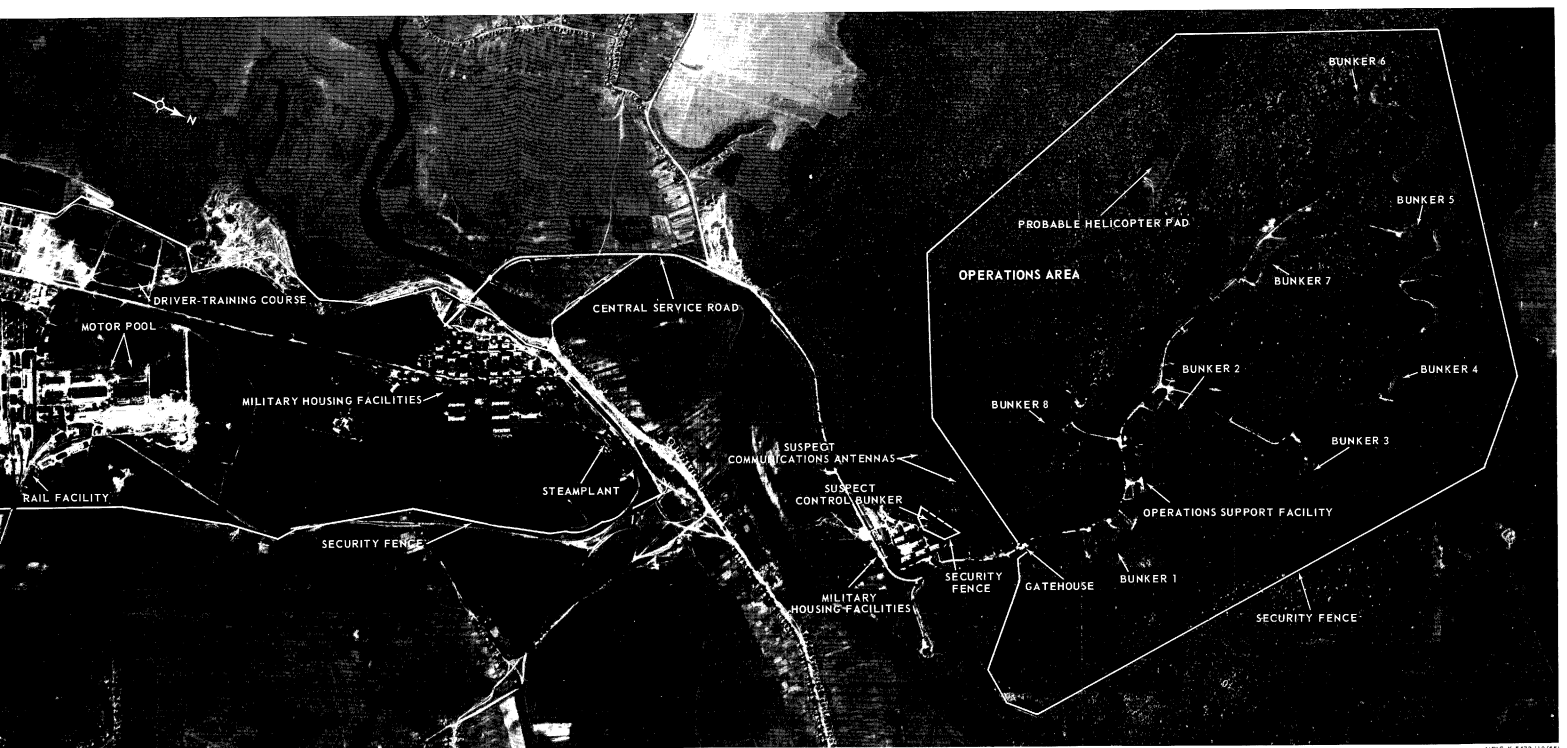 BUNKER 6
N
BUNKER 5
PROBABLE HELICOPTER PAD
OPERATIONS AREA
BUNKER 7
DRIVER-TRAINING COURSE
CENTRAL SERVICE ROAD
MOTOR POOL
BUNKER 2
BUNKER 4
MILITARY HOUSING FACILITIES
BUNKER 8
BUNKER 3
SUSPECT
COMMUNICATIONS ANTENNAS
SUSPECT
CONTROL BUNKER
STEAMPLANT
RAIL FACILITY
OPERATIONS SUPPORT FACILITY
SECURITY FENCE
SECURITY
FENCE
GATEHOUSE
BUNKER 1
MILITARY
HOUSING FACILITIES
SECURITY FENCE